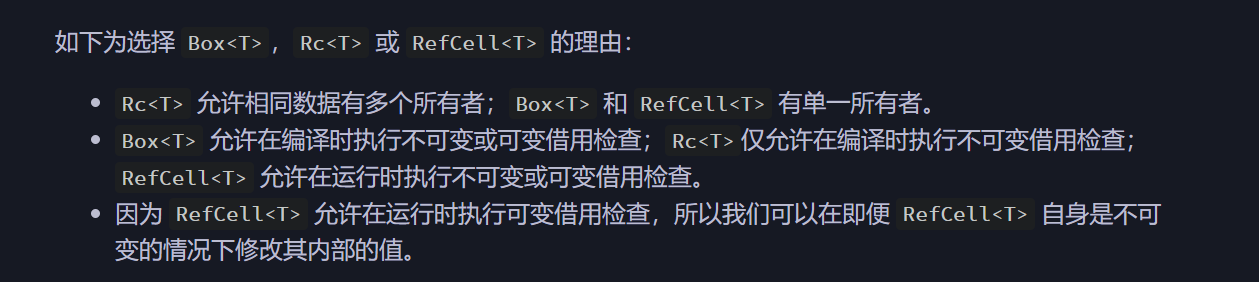 如下为选择 Box<T>，Rc<T> 或 RefCell<T> 的理由：
Rc<T> 允许相同数据有多个所有者；Box<T> 和 RefCell<T> 有单一所有者。
Box<T> 允许在编译时执行不可变或可变借用检查；Rc<T>仅允许在编译时执行不可变借用检查；
RefCell<T> 允许在运行时执行不可变或可变借用检查。
因为 RefCell<T> 允许在运行时执行可变借用检查，所以我们可以在即便 RefCell<T> 自身是不可
变的情况下修改其内部的值。